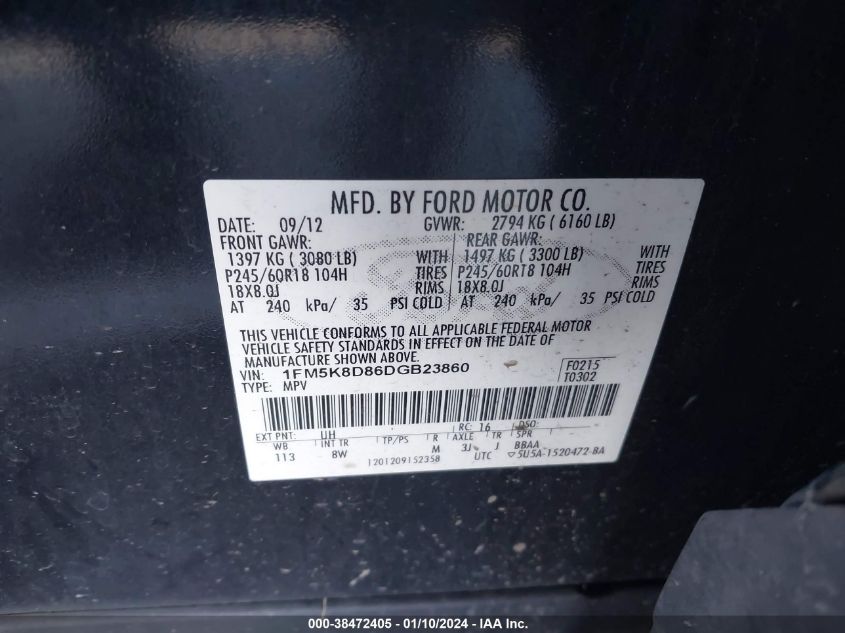 MFD. BY FORD MOTOR CO.
DATE: 09/12 GVWR: 2794 KG ( 6160 LB)
FRONT GAWR: REAR GAWR:
1397 KG ( 3080 LB) WITH 1497 KG ( 3300 LB) WITH
P245/60R18 104H TIRES P245/60R18 104H TIRES
18X8.0J RIMS 18X8.0J RIMS
AT 240 kPa/ 35 PSI COLD AT 240 kPa/ 35 PSI COLD
THIS VEHICLE CONFORMS TO ALL APPLICABLE FEDERAL MOTOR
VEHICLE SAFETY STANDARDS IN EFFECT ON THE DATE OF
MANUFACTURE SHOWN ABOVE.
VIN: 1FM5K8D86DGB23860 F0215
TYPE: MPV T0302
EXT PNT: UH RC: 16 DSO:
WB INT TR TP/PS R AXLE TR SPR
113 8W M 3J J BBAA
1201209152358 UTC ▽5U5A-1520472-BA
000-38472405 - 01/10/2024 - IAA Inc.